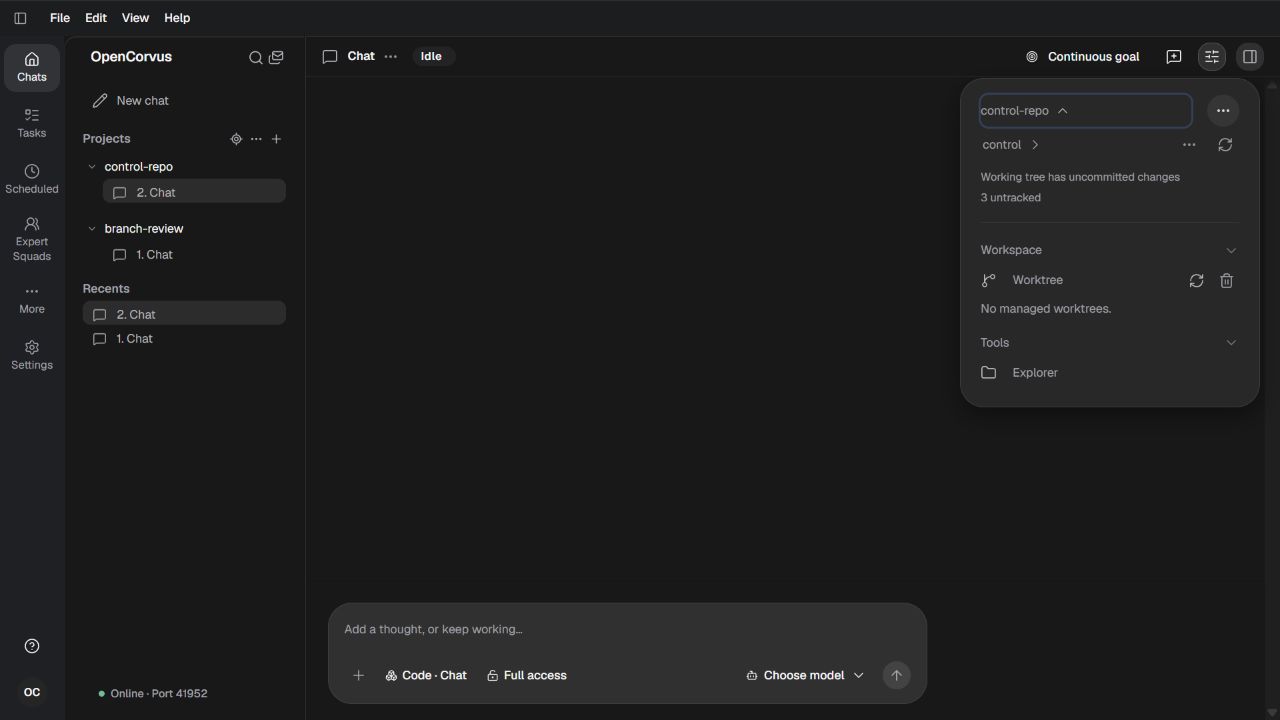 File Edit View Help
Chats
Tasks
Scheduled
Expert
Squads
More
Settings
OC
OpenCorvus
New chat
Projects
control-repo
2. Chat
branch-review
1. Chat
Recents
2. Chat
1. Chat
Online · Port 41952
Chat Idle
Continuous goal
control-repo
control
Working tree has uncommitted changes
3 untracked
Workspace
Worktree
No managed worktrees.
Tools
Explorer
Add a thought, or keep working...
Code · Chat Full access Choose model